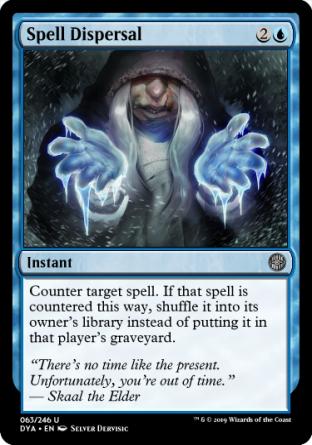 Spell Dispersal 2
Instant
Counter target spell. If that spell is
countered this way, shuffle it into its
owner's library instead of putting it in
that player's graveyard.
"There's no time like the present.
Unfortunately, you're out of time."
— Skaal the Elder
063/246 U
DYA • EN Selver Dervisic
™ & © 2019 Wizards of the Coast